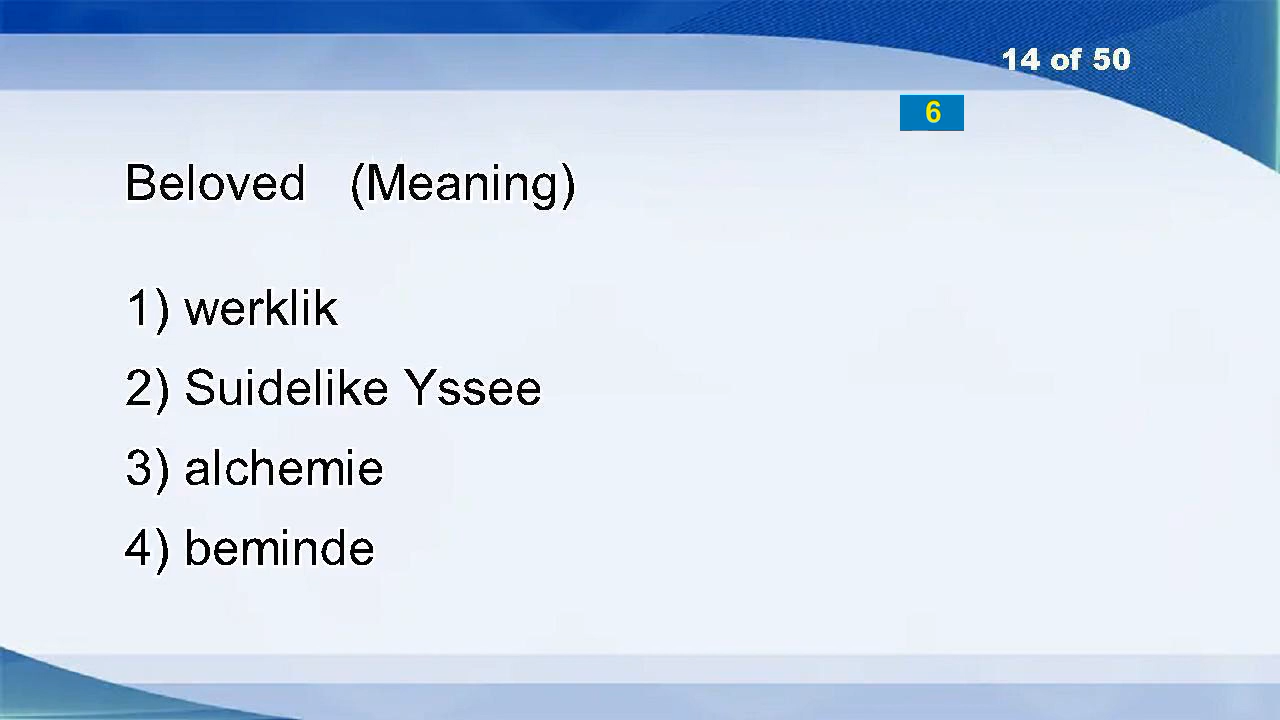 14 of 50
6
Beloved (Meaning)
1) werklik
2) Suidelike Yssee
3) alchemie
4) beminde